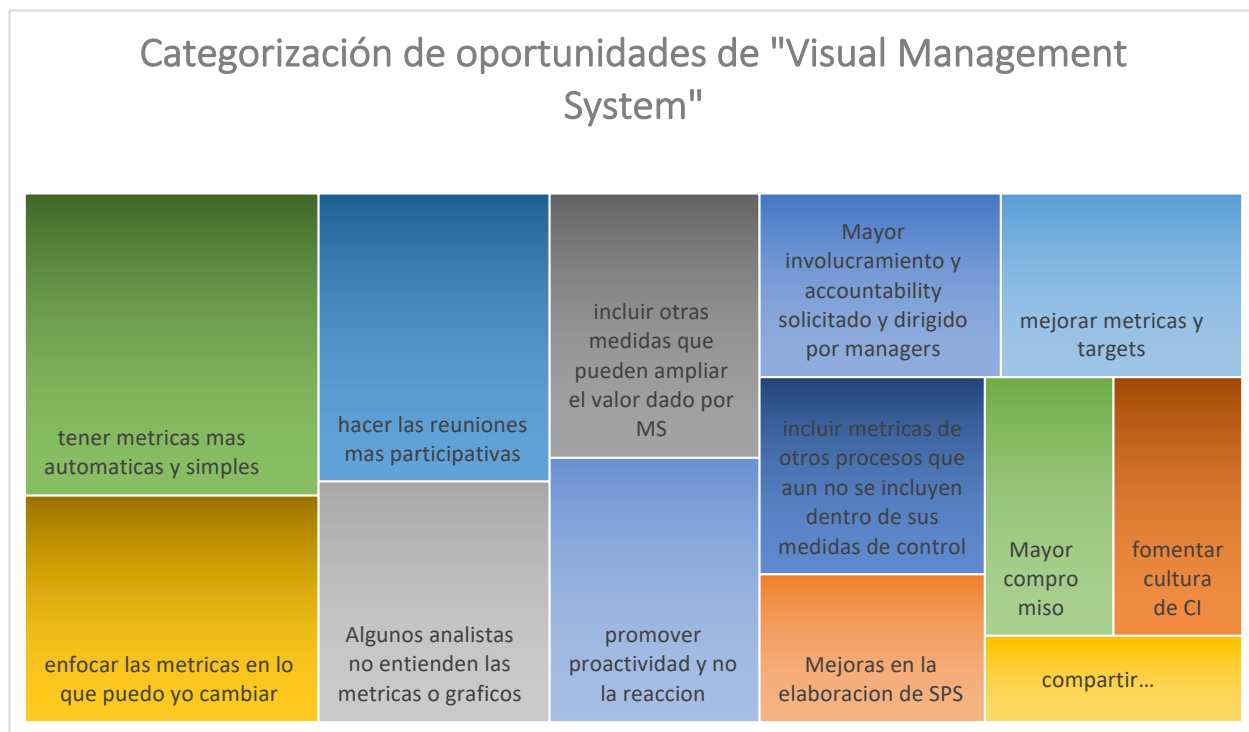 Categorización de oportunidades de "Visual Management
System"
tener metricas mas
automaticas y simples
enfocar las metricas en lo
que puedo yo cambiar
hacer las reuniones
mas participativas
Algunos analistas
no entienden las
metricas o graficos
incluir otras
medidas que
pueden ampliar
el valor dado por
MS
promover
proactividad y no
la reaccion
Mayor
involucramiento y
accountability
solicitado y dirigido
por managers
mejorar metricas y
targets
incluir metricas de
otros procesos que
aun no se incluyen
dentro de sus
medidas de control
Mejoras en la
elaboracion de SPS
Mayor
compro
miso
fomentar
cultura
de CI
compartir…